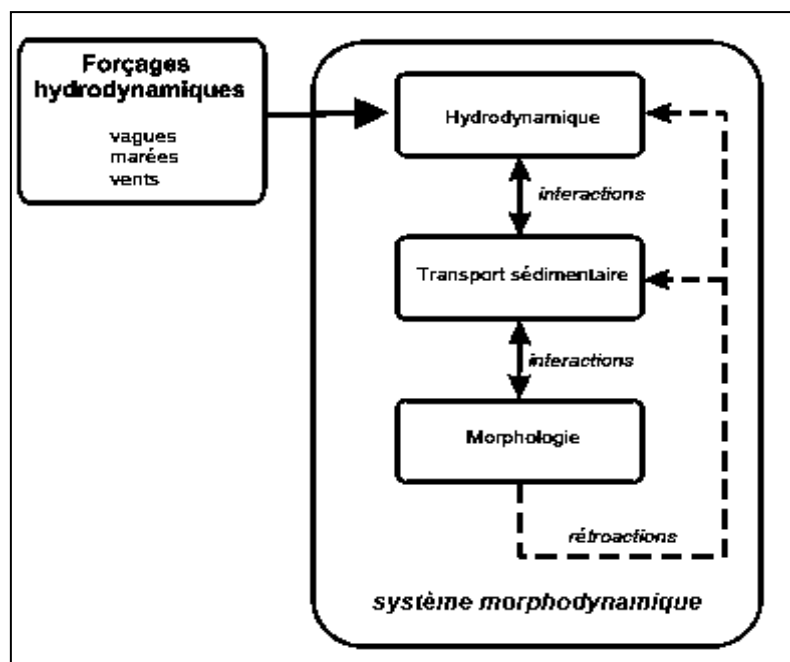 Forçages
hydrodynamiques
vagues
marées
vents
Hydrodynamique
interactions
Transport sédimentaire
interactions
Morphologie
rétroactions
système morphodynamique